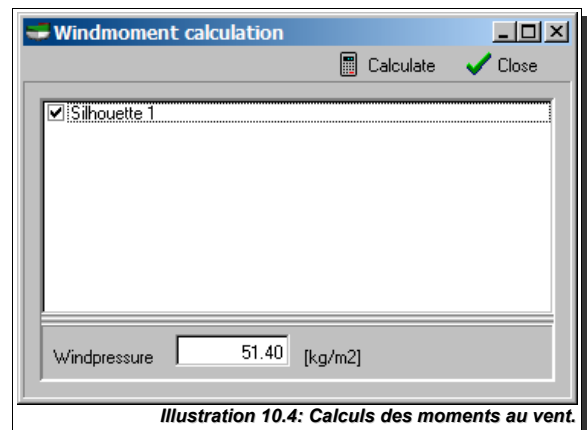 Windmoment calculation
Calculate Close
Silhouette 1
Windpressure 51.40 [kg/m2]
Illustration 10.4: Calculs des moments au vent.